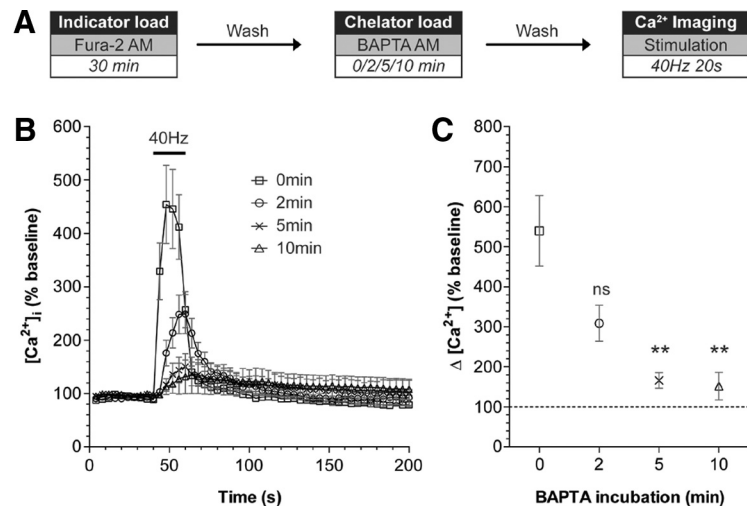 A
Indicator load
Fura-2 AM
30 min
Wash
Chelator load
BAPTA AM
0/2/5/10 min
Wash
Ca²⁺ Imaging
Stimulation
40Hz 20s
B
600
500
400
300
200
100
0
[Ca²⁺]ᵢ (% baseline)
40Hz
0min
2min
5min
10min
0
50
100
150
200
Time (s)
C
800
700
600
500
400
300
200
100
0
Δ [Ca²⁺] (% baseline)
ns
**
**
0
2
5
10
BAPTA incubation (min)